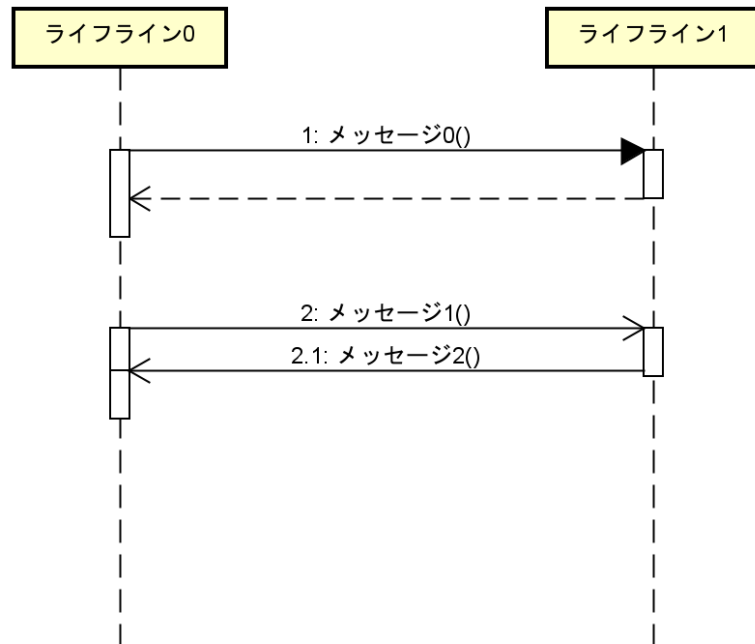 ライフライン0
ライフライン1
1: メッセージ0()
2: メッセージ1()
2.1: メッセージ2()